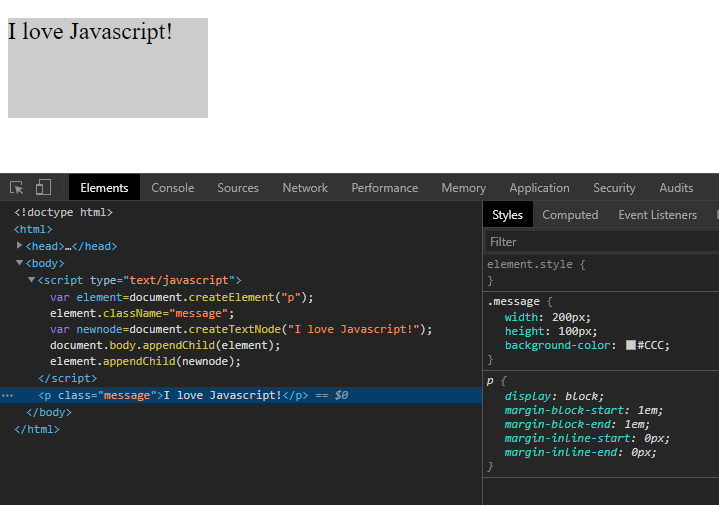 I love Javascript!
Elements Console Sources Network Performance Memory Application Security Audits
<!doctype html>
<html>
<head>…</head>
<body>
<script type="text/javascript">
var element=document.createElement("p");
element.className="message";
var newnode=document.createTextNode("I love Javascript!");
document.body.appendChild(element);
element.appendChild(newnode);
</script>
<p class="message">I love Javascript!</p> == $0
</body>
</html>
Styles Computed Event Listeners
Filter
element.style {
}
.message {
width: 200px;
height: 100px;
background-color: #CCC;
}
p {
display: block;
margin-block-start: 1em;
margin-block-end: 1em;
margin-inline-start: 0px;
margin-inline-end: 0px;
}